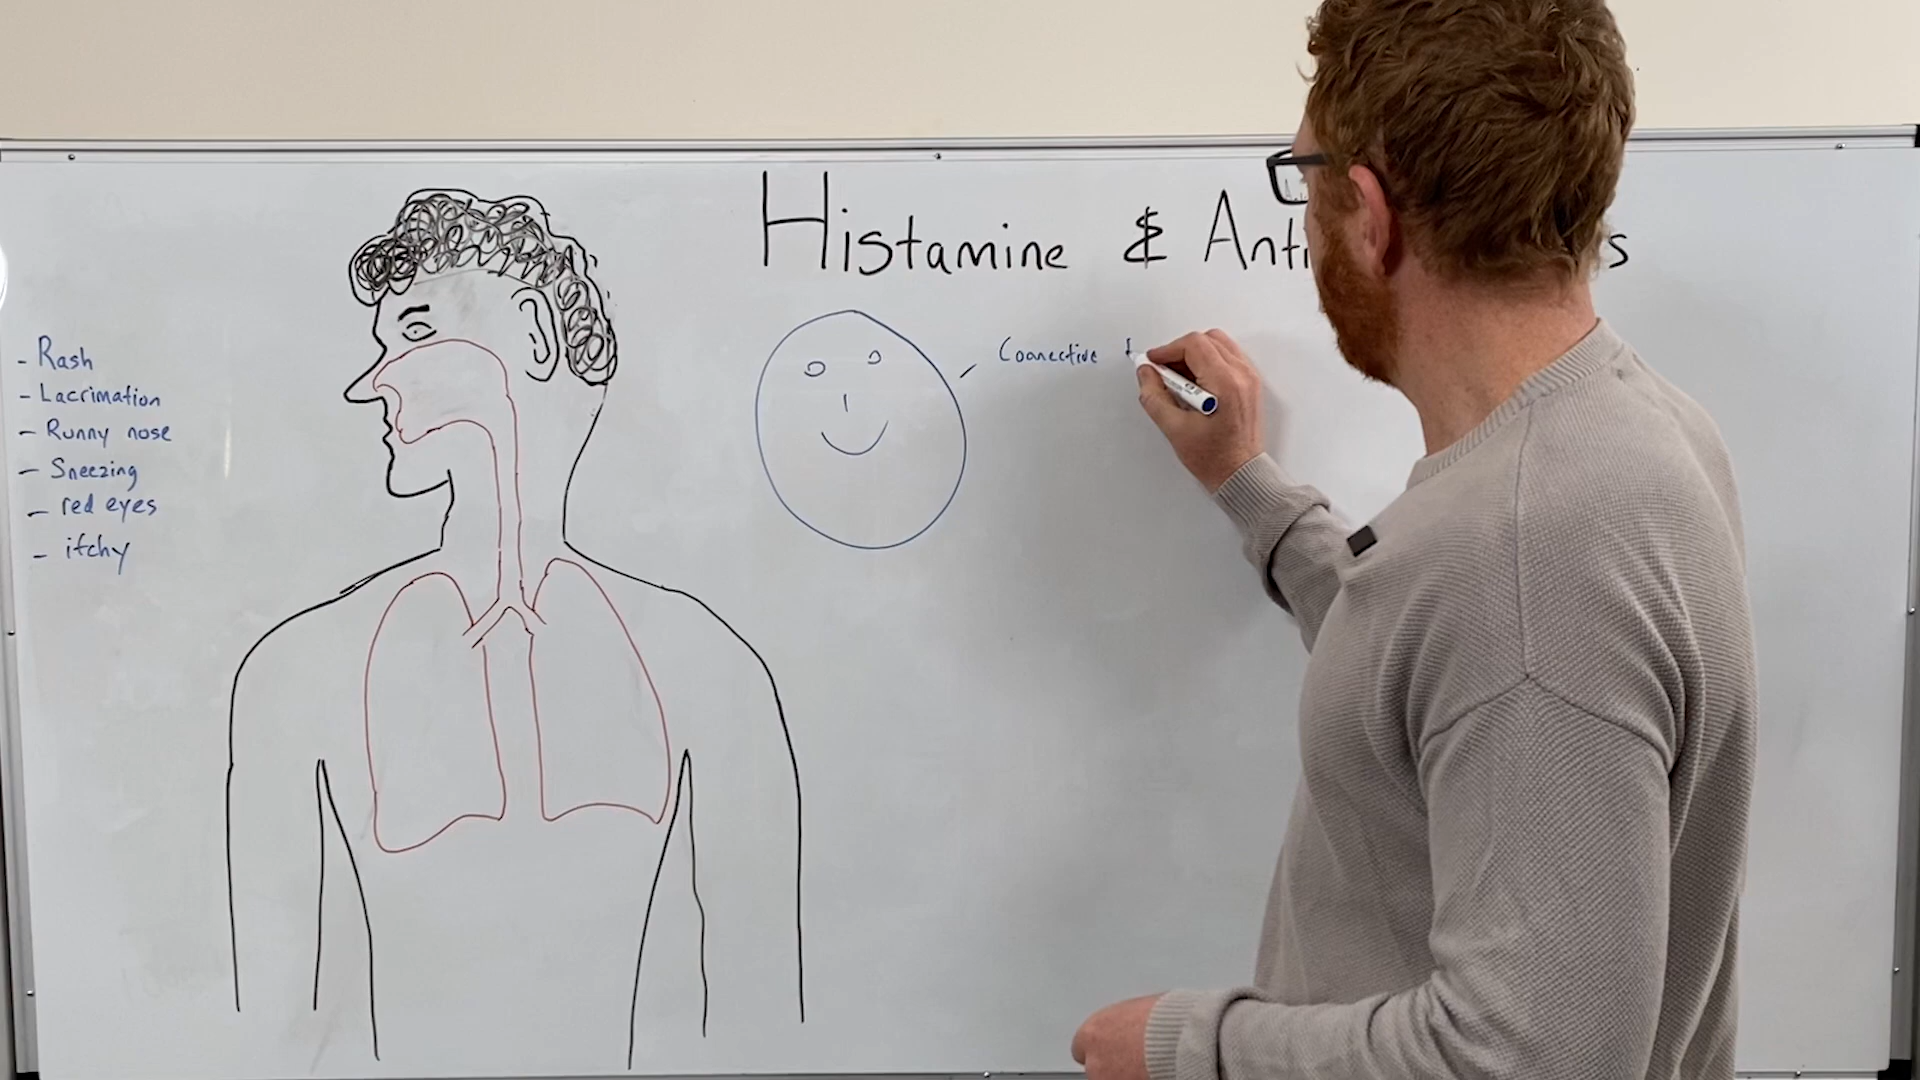 Histamine & Anti s
- Rash
- Lacrimation
- Runny nose
- Sneezing
- red eyes
- itchy
- Connective t